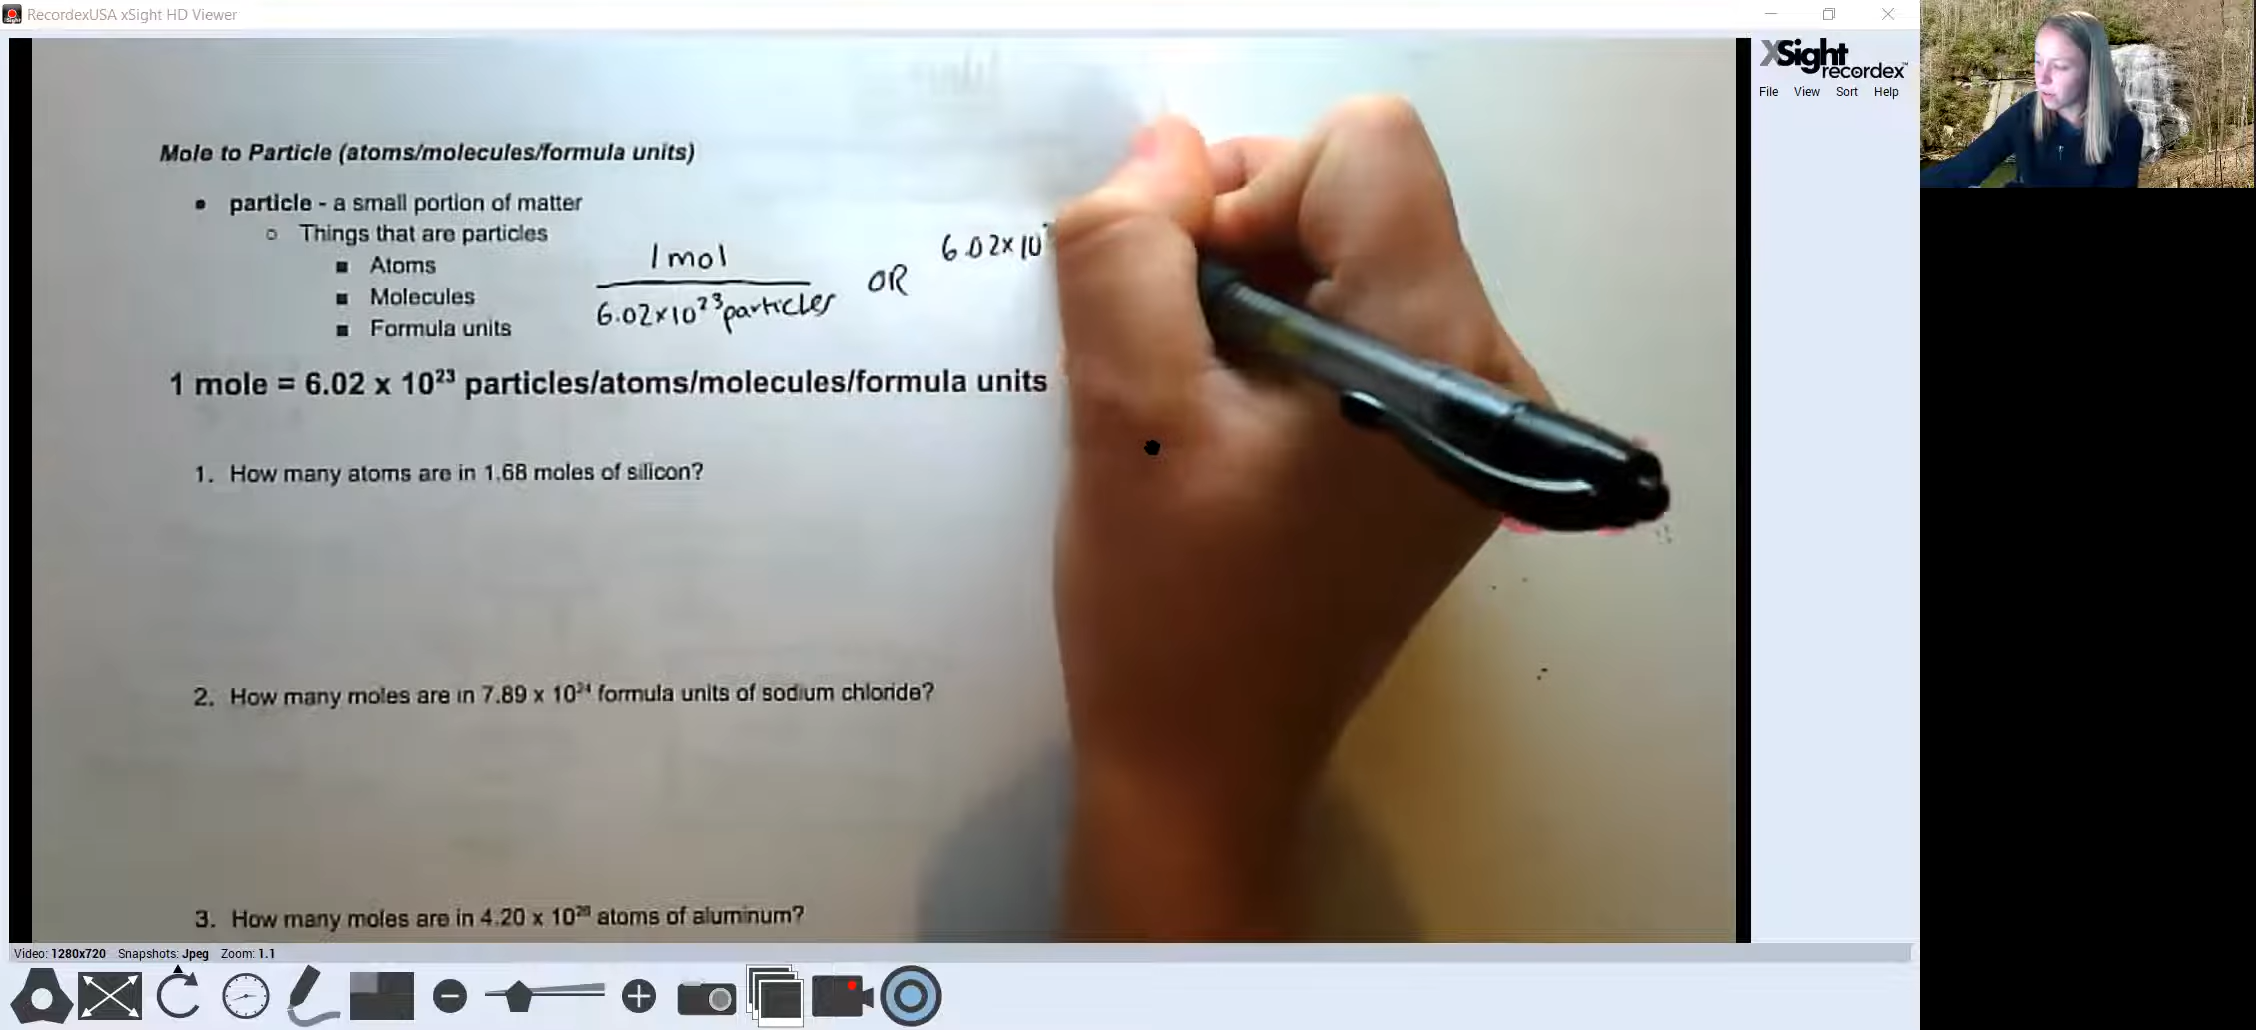 RecordexUSA xSight HD Viewer
XSight
recordex™
File View Sort Help
Mole to Particle (atoms/molecules/formula units)
• particle - a small portion of matter
○ Things that are particles
■ Atoms
■ Molecules
■ Formula units
1 mol
6.02x10²³ particles
OR
6.02x10
1 mole = 6.02 x 10²³ particles/atoms/molecules/formula units
1. How many atoms are in 1.68 moles of silicon?
2. How many moles are in 7.89 x 10²⁴ formula units of sodium chloride?
3. How many moles are in 4.20 x 10²⁸ atoms of aluminum?
Video: 1280x720 Snapshots: Jpeg Zoom: 1.1